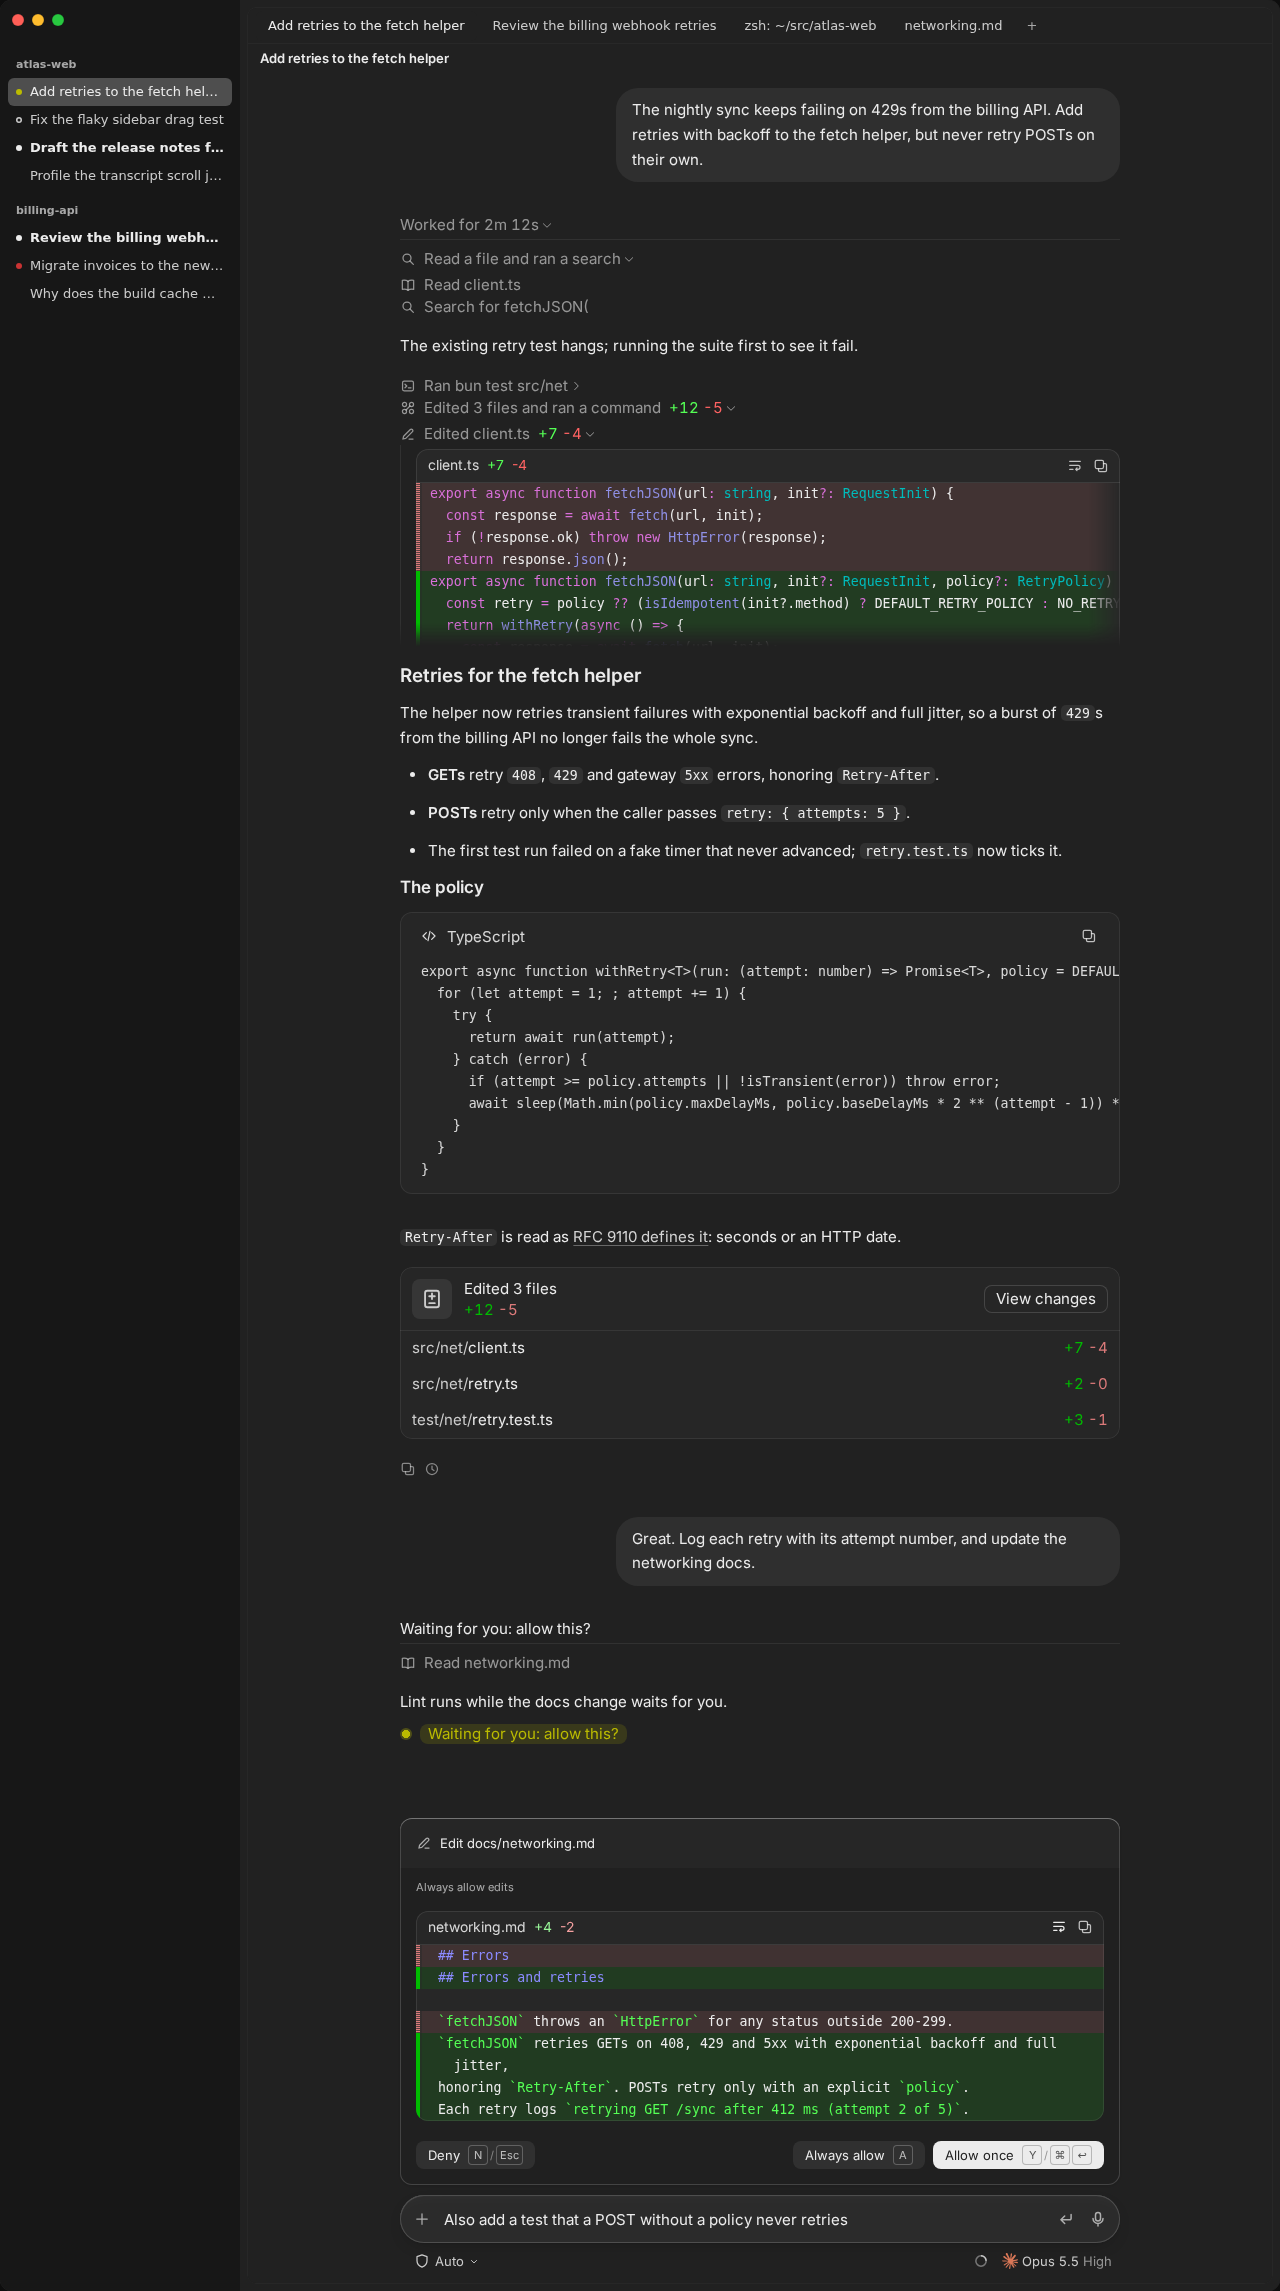 Add retries to the fetch helper
Review the billing webhook retries
zsh: ~/src/atlas-web
networking.md
+
atlas-web
Add retries to the fetch hel…
Fix the flaky sidebar drag test
Draft the release notes f…
Profile the transcript scroll j…
billing-api
Review the billing webh…
Migrate invoices to the new…
Why does the build cache …
Add retries to the fetch helper
The nightly sync keeps failing on 429s from the billing API. Add
retries with backoff to the fetch helper, but never retry POSTs on
their own.
Worked for 2m 12s
Read a file and ran a search
Read client.ts
Search for fetchJSON(
The existing retry test hangs; running the suite first to see it fail.
Ran bun test src/net
Edited 3 files and ran a command +12 -5
Edited client.ts +7 -4
client.ts +7 -4
export async function fetchJSON(url: string, init?: RequestInit) {
const response = await fetch(url, init);
if (!response.ok) throw new HttpError(response);
return response.json();
export async function fetchJSON(url: string, init?: RequestInit, policy?: RetryPolicy)
const retry = policy ?? (isIdempotent(init?.method) ? DEFAULT_RETRY_POLICY : NO_RETRY
return withRetry(async () => {
Retries for the fetch helper
The helper now retries transient failures with exponential backoff and full jitter, so a burst of 429s
from the billing API no longer fails the whole sync.
• GETs retry 408, 429 and gateway 5xx errors, honoring Retry-After.
• POSTs retry only when the caller passes retry: { attempts: 5 }.
• The first test run failed on a fake timer that never advanced; retry.test.ts now ticks it.
The policy
TypeScript
export async function withRetry<T>(run: (attempt: number) => Promise<T>, policy = DEFAUL
for (let attempt = 1; ; attempt += 1) {
try {
return await run(attempt);
} catch (error) {
if (attempt >= policy.attempts || !isTransient(error)) throw error;
await sleep(Math.min(policy.maxDelayMs, policy.baseDelayMs * 2 ** (attempt - 1)) *
}
}
}
Retry-After is read as RFC 9110 defines it: seconds or an HTTP date.
Edited 3 files
+12 -5
View changes
src/net/client.ts +7 -4
src/net/retry.ts +2 -0
test/net/retry.test.ts +3 -1
Great. Log each retry with its attempt number, and update the
networking docs.
Waiting for you: allow this?
Read networking.md
Lint runs while the docs change waits for you.
Waiting for you: allow this?
Edit docs/networking.md
Always allow edits
networking.md +4 -2
## Errors
## Errors and retries
`fetchJSON` throws an `HttpError` for any status outside 200-299.
`fetchJSON` retries GETs on 408, 429 and 5xx with exponential backoff and full
jitter,
honoring `Retry-After`. POSTs retry only with an explicit `policy`.
Each retry logs `retrying GET /sync after 412 ms (attempt 2 of 5)`.
Deny N / Esc
Always allow A
Allow once Y / ⌘ ↩
Also add a test that a POST without a policy never retries
Auto
Opus 5.5 High